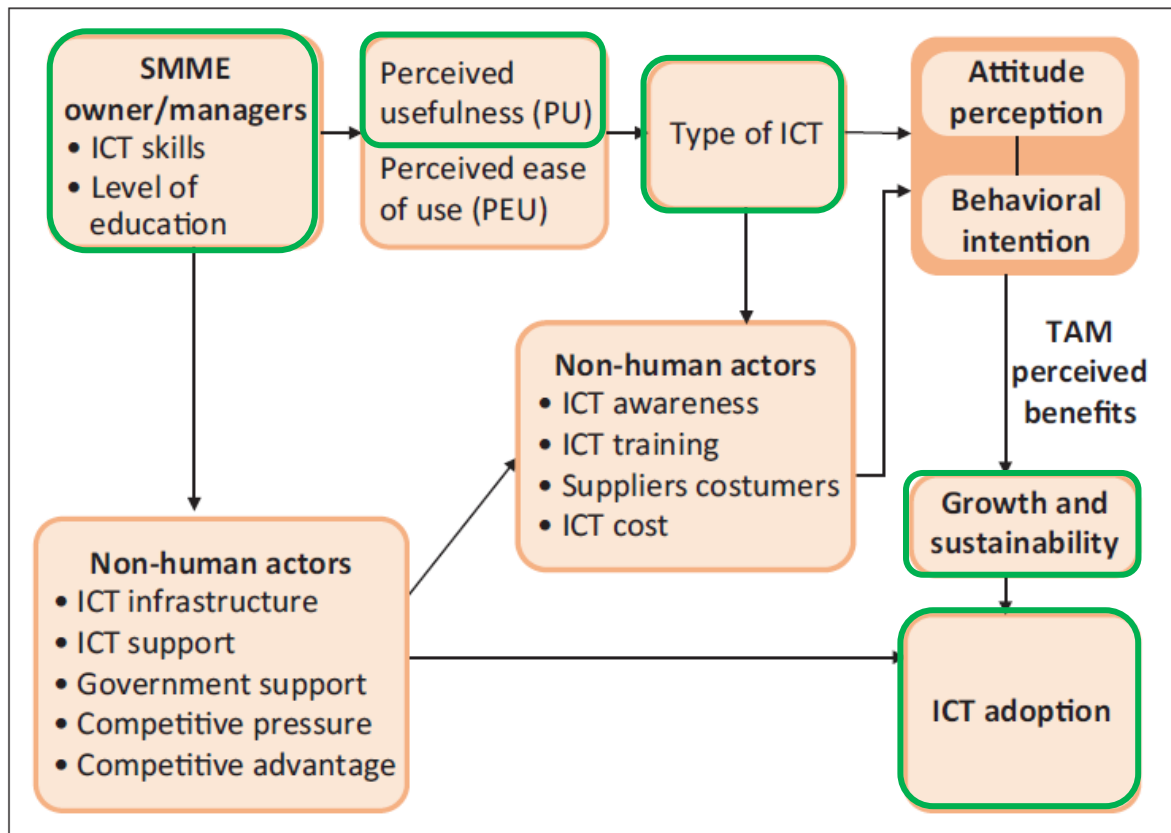 SMME
owner/managers
• ICT skills
• Level of
education
Perceived
usefulness (PU)
Perceived ease
of use (PEU)
Type of ICT
Attitude
perception
Behavioral
intention
TAM
perceived
benefits
Non-human actors
• ICT awareness
• ICT training
• Suppliers costumers
• ICT cost
Growth and
sustainability
Non-human actors
• ICT infrastructure
• ICT support
• Government support
• Competitive pressure
• Competitive advantage
ICT adoption